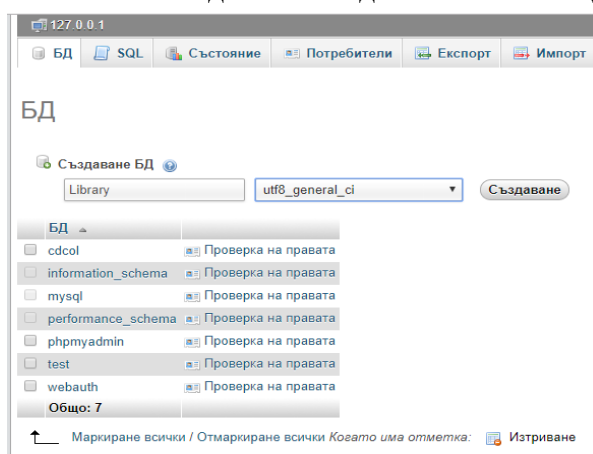 127.0.0.1
БД SQL Състояние Потребители Експорт Импорт
БД
Създаване БД
Library utf8_general_ci Създаване
БД
cdcol Проверка на правата
information_schema Проверка на правата
mysql Проверка на правата
performance_schema Проверка на правата
phpmyadmin Проверка на правата
test Проверка на правата
webauth Проверка на правата
Общо: 7
Маркиране всички / Отмаркиране всички Когато има отметка: Изтриване